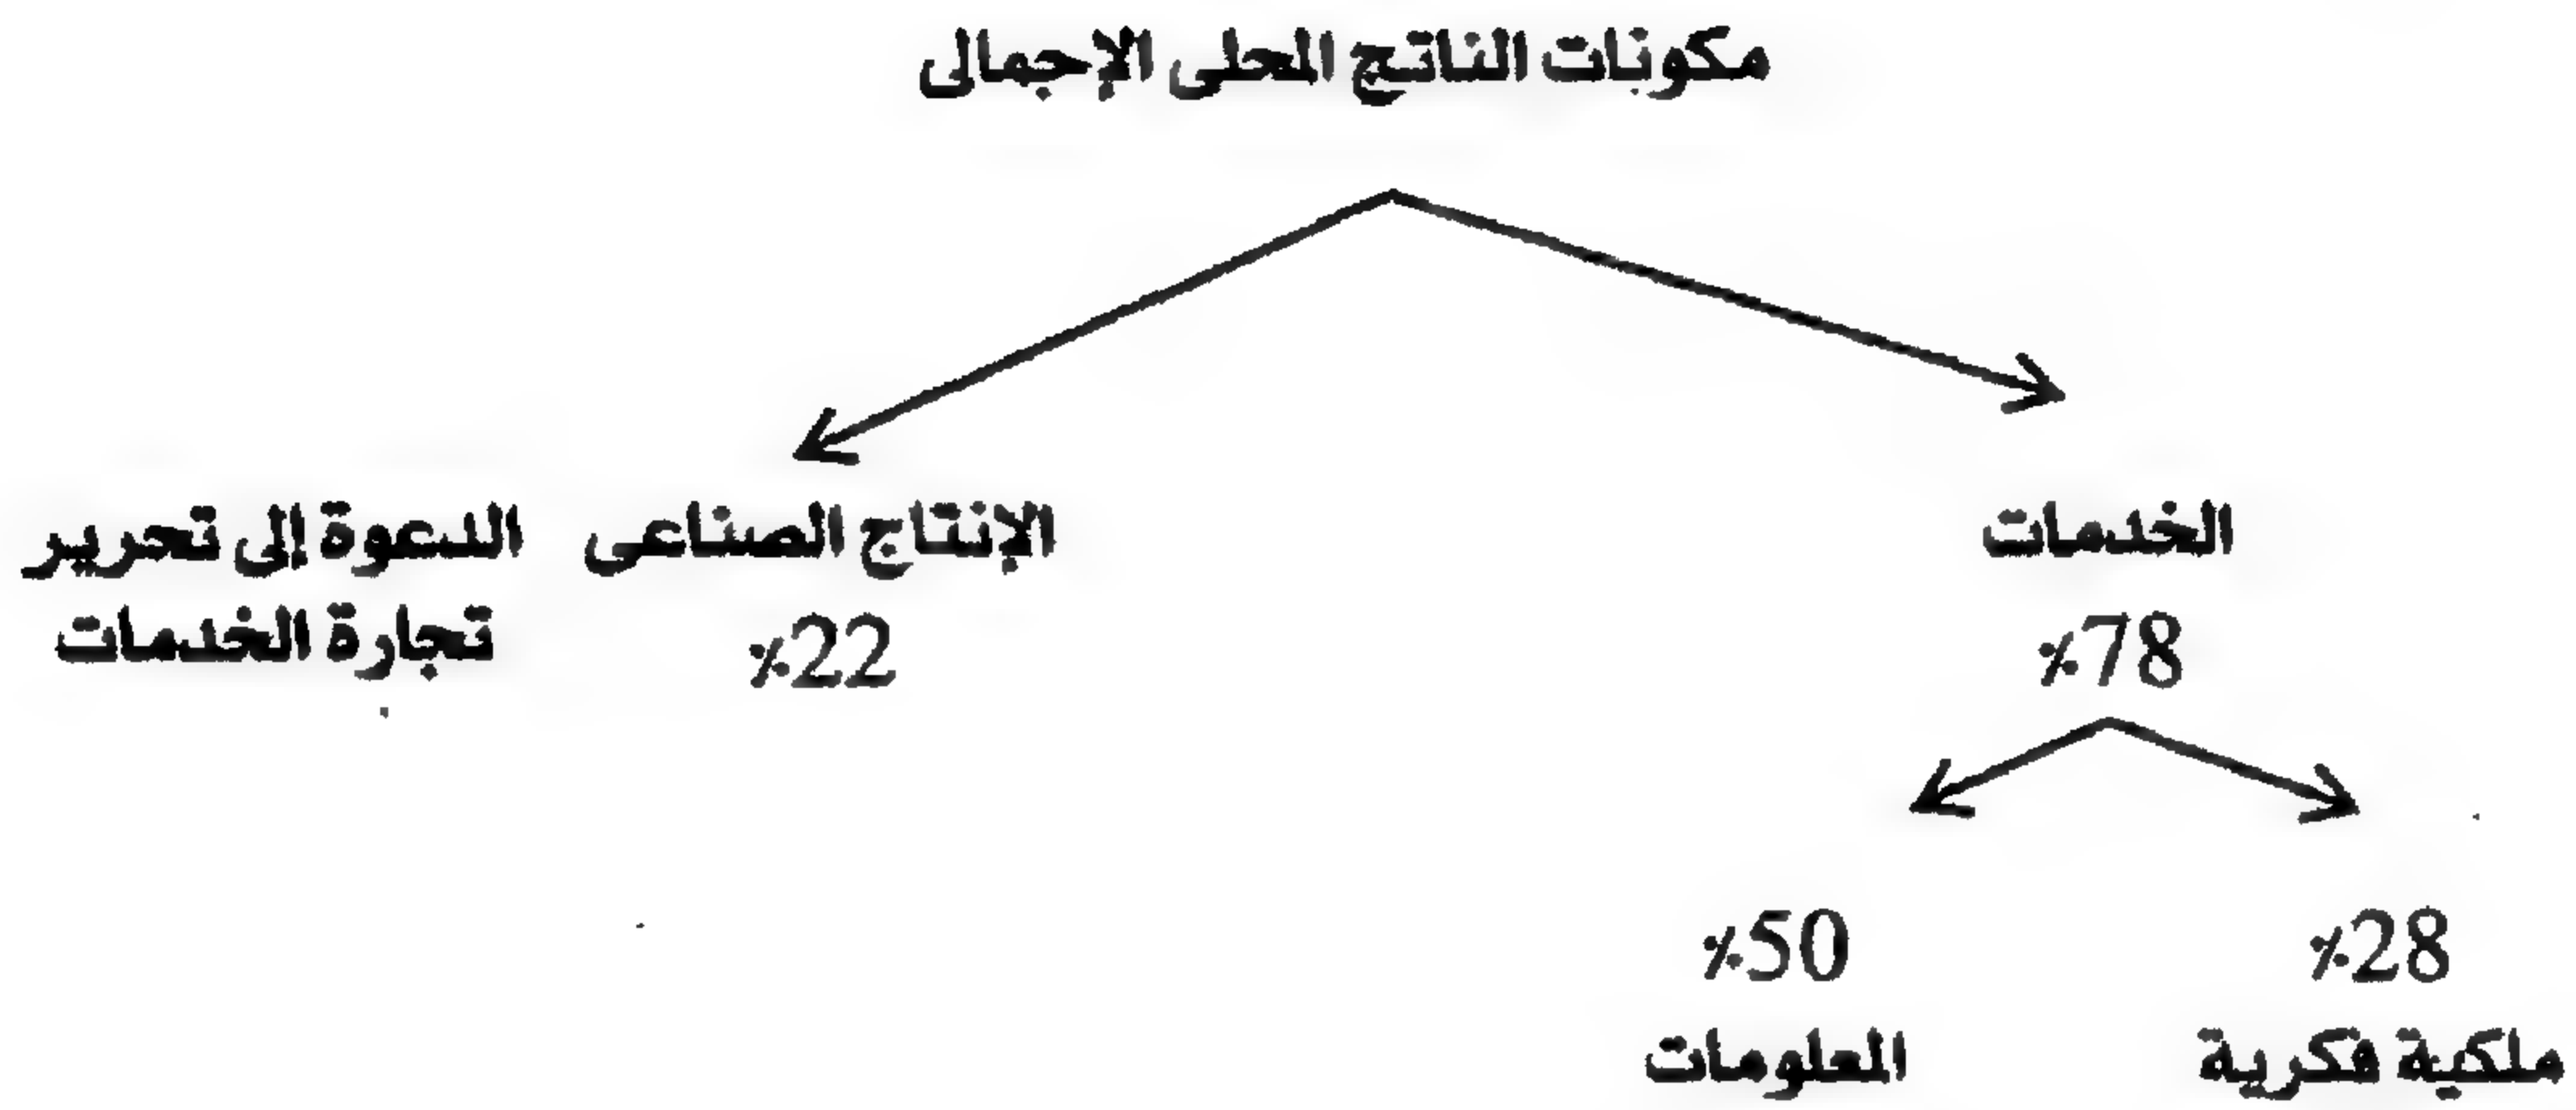 مكونات الناتج المحلى الإجمالى
الخدمات
٪78
الإنتاج الصناعى
٪22
الدعوة إلى تحرير
تجارة الخدمات
٪28
ملكية فكرية
٪50
المعلومات